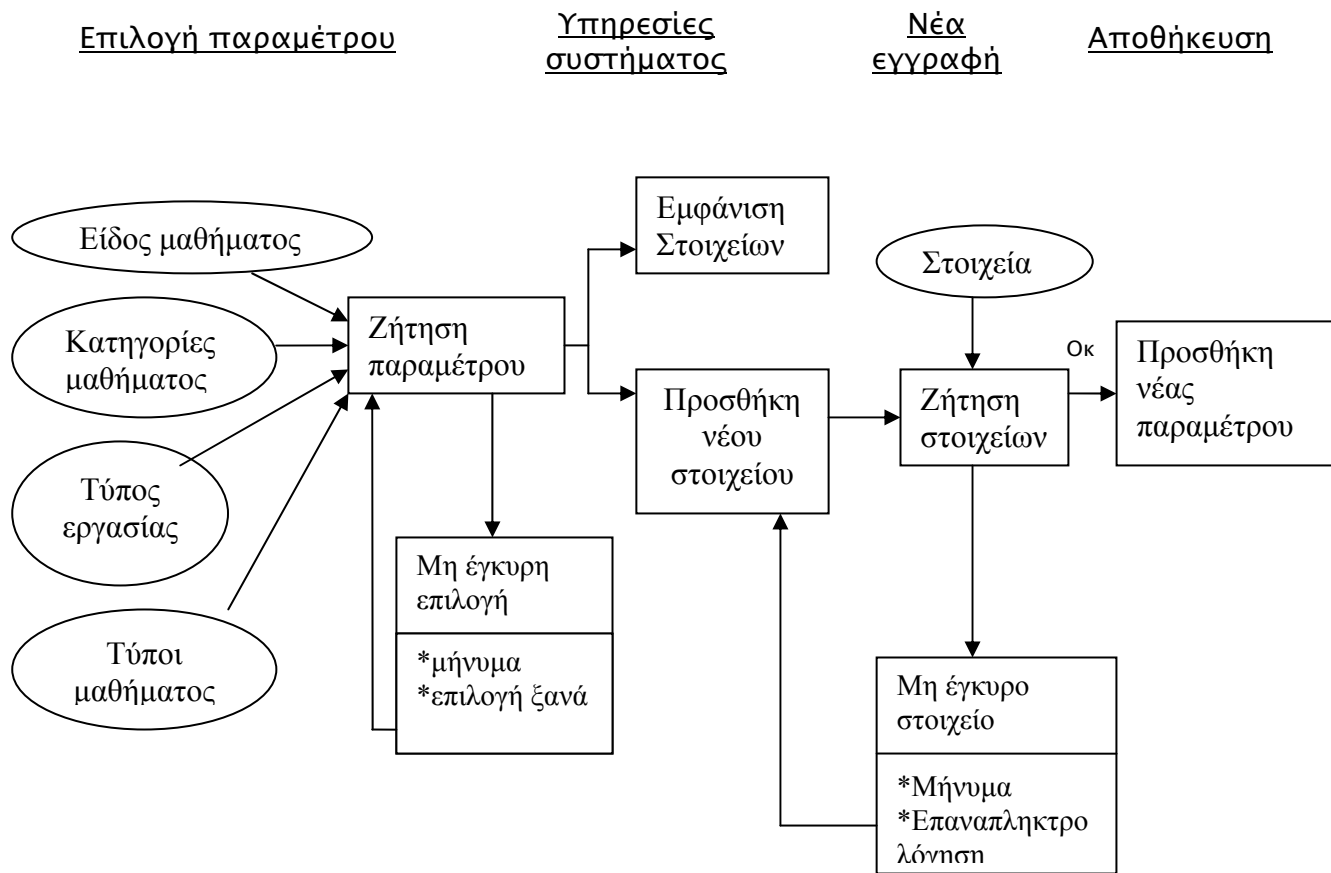 Επιλογή παραμέτρου
Υπηρεσίες
συστήματος
Νέα
εγγραφή
Αποθήκευση
Είδος μαθήματος
Κατηγορίες
μαθήματος
Τύπος
εργασίας
Τύποι
μαθήματος
Ζήτηση
παραμέτρου
Μη έγκυρη
επιλογή
*μήνυμα
*επιλογή ξανά
Εμφάνιση
Στοιχείων
Προσθήκη
νέου
στοιχείου
Στοιχεία
Ζήτηση
στοιχείων
Οκ
Προσθήκη
νέας
παραμέτρου
Μη έγκυρο
στοιχείο
*Μήνυμα
*Επαναπληκτρο
λόγηση